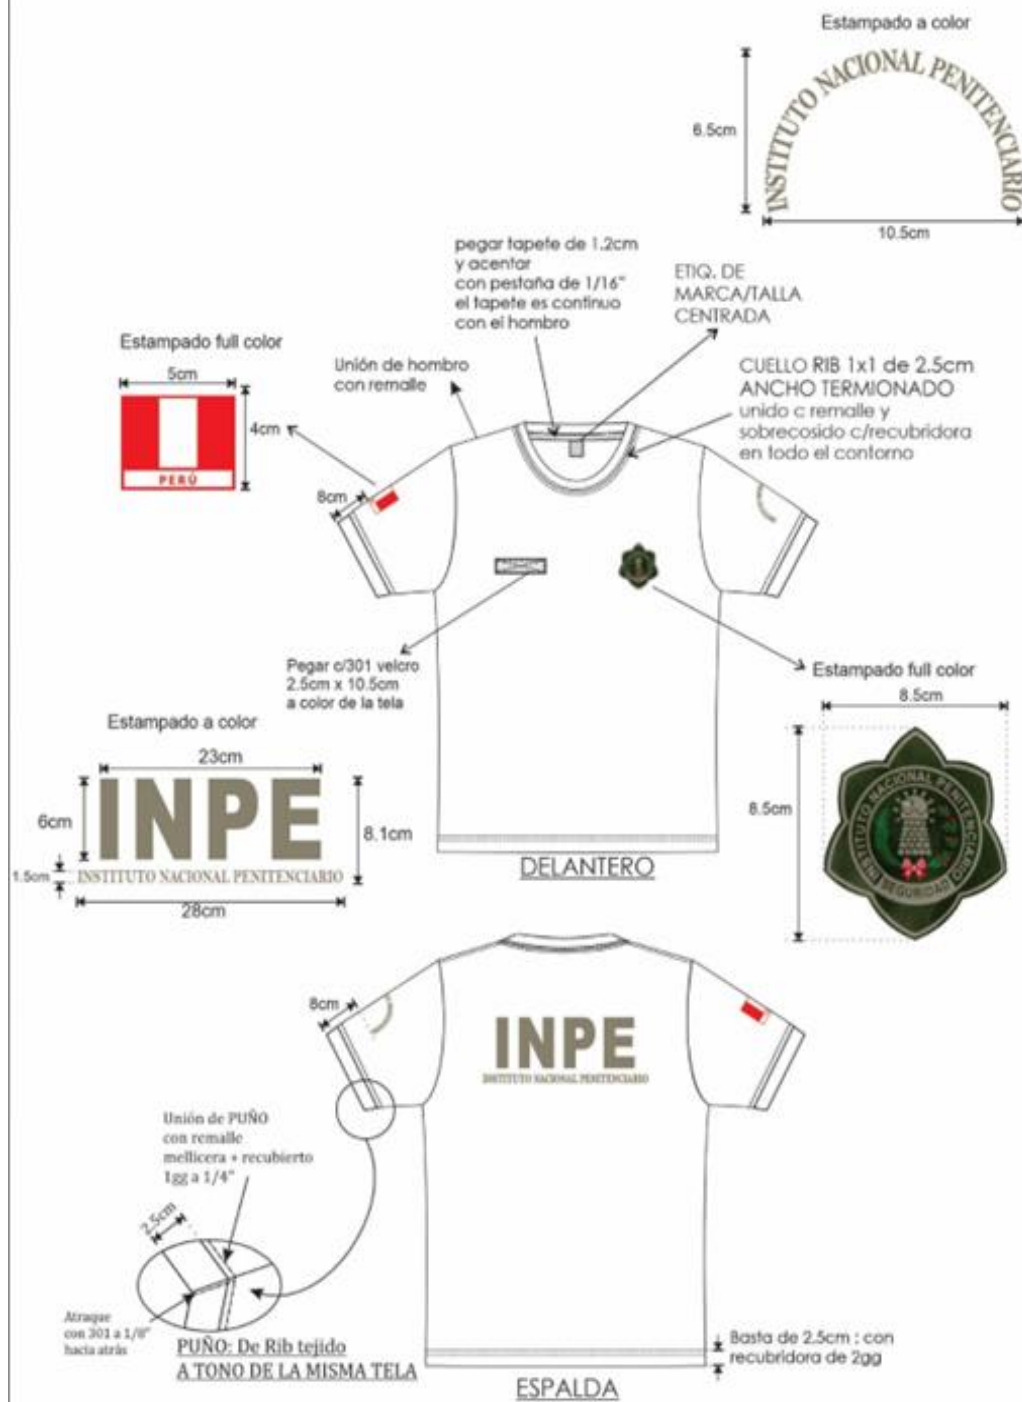 Estampado a color
INSTITUTO NACIONAL PENITENCIARIO
6.5cm
10.5cm
pegar tapete de 1.2cm
y acentar
con pestaña de 1/16"
el tapete es continuo
con el hombro
ETIQ. DE
MARCA/TALLA
CENTRADA
Estampado full color
5cm
4cm
PERÚ
Unión de hombro
con remalle
CUELLO RIB 1x1 de 2.5cm
ANCHO TERMIONADO
unido c remalle y
sobrecosido c/recubridora
en todo el contorno
8cm
Pegar c/301 velcro
2.5cm x 10.5cm
a color de la tela
Estampado full color
8.5cm
8.5cm
INSTITUTO NACIONAL PENITENCIARIO
SEGURIDAD
Estampado a color
23cm
INPE
6cm
8.1cm
1.5cm
INSTITUTO NACIONAL PENITENCIARIO
28cm
DELANTERO
8cm
INPE
INSTITUTO NACIONAL PENITENCIARIO
Unión de PUÑO
con remalle
mellicera + recubierto
1gg a 1/4"
2.5cm
Atraque
con 301 a 1/8"
hacia atrás
PUÑO: De Rib tejido
A TONO DE LA MISMA TELA
Basta de 2.5cm : con
recubridora de 2gg
ESPALDA